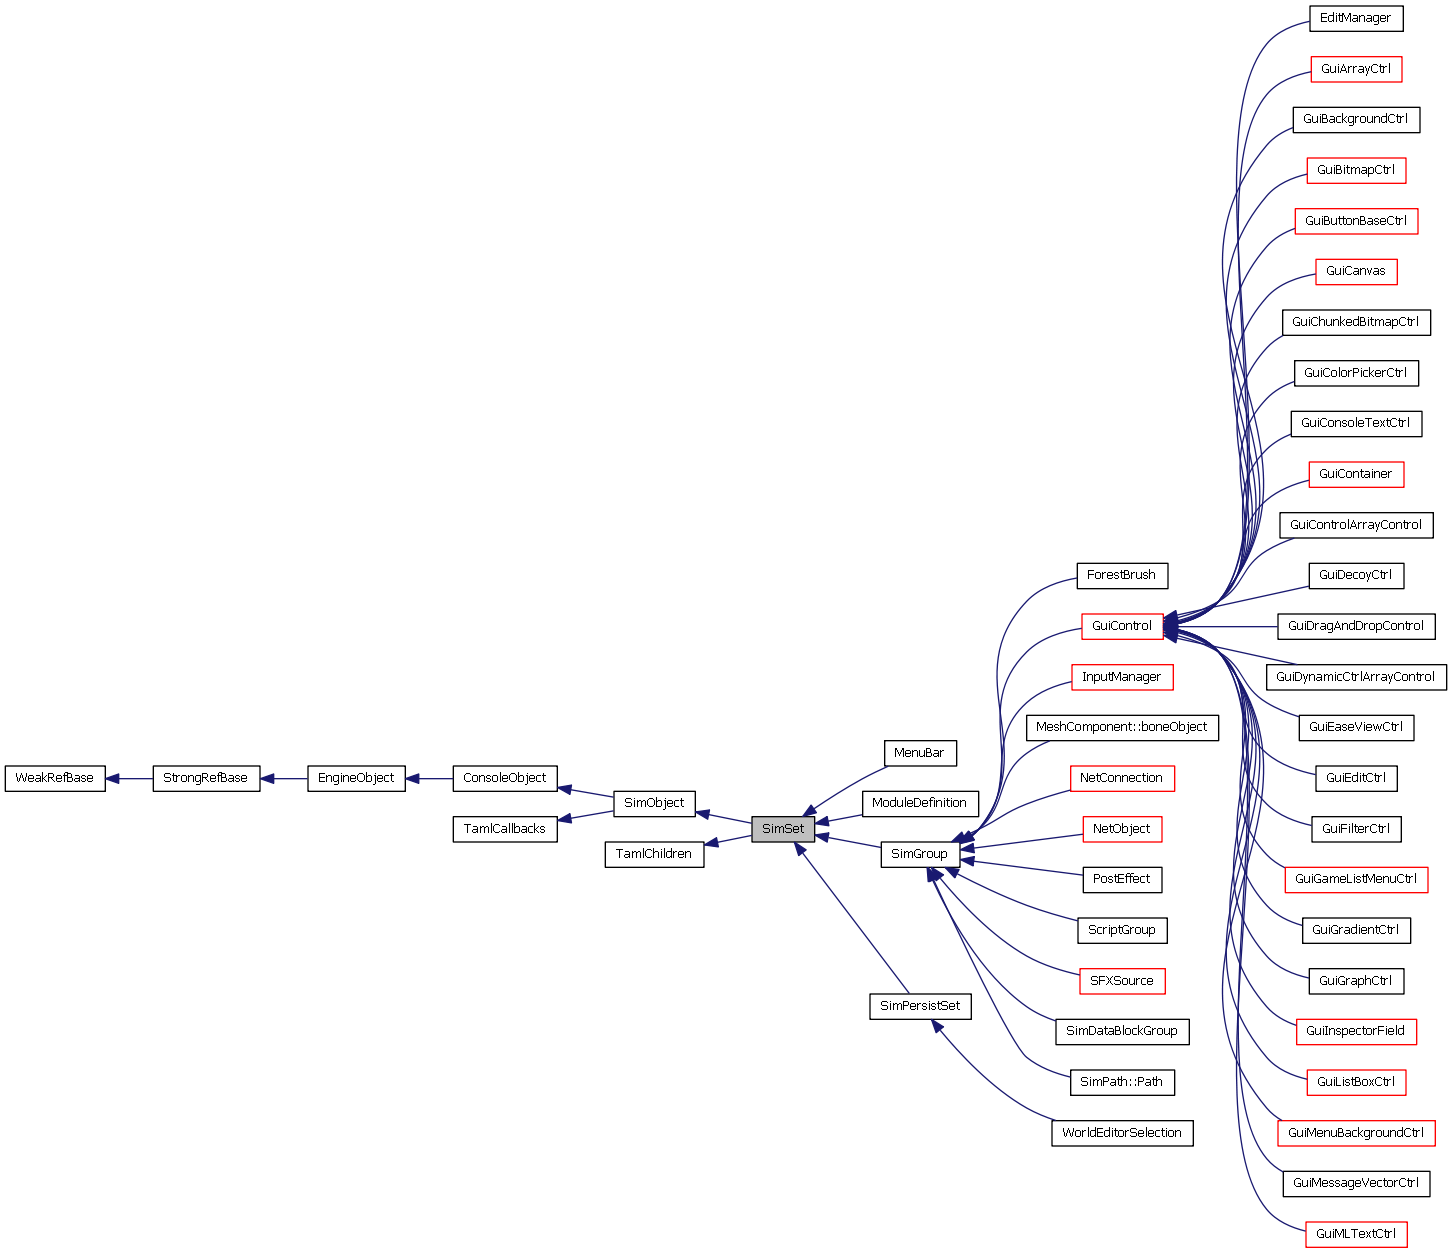 WeakRefBase
StrongRefBase
EngineObject
ConsoleObject
TamlCallbacks
SimObject
TamlChildren
SimSet
MenuBar
ModuleDefinition
SimGroup
SimPersistSet
ForestBrush
GuiControl
InputManager
MeshComponent::boneObject
NetConnection
NetObject
PostEffect
ScriptGroup
SFXSource
SimDataBlockGroup
SimPath::Path
WorldEditorSelection
EditManager
GuiArrayCtrl
GuiBackgroundCtrl
GuiBitmapCtrl
GuiButtonBaseCtrl
GuiCanvas
GuiChunkedBitmapCtrl
GuiColorPickerCtrl
GuiConsoleTextCtrl
GuiContainer
GuiControlArrayControl
GuiDecoyCtrl
GuiDragAndDropControl
GuiDynamicCtrlArrayControl
GuiEaseViewCtrl
GuiEditCtrl
GuiFilterCtrl
GuiGameListMenuCtrl
GuiGradientCtrl
GuiGraphCtrl
GuiInspectorField
GuiListBoxCtrl
GuiMenuBackgroundCtrl
GuiMessageVectorCtrl
GuiMLTextCtrl